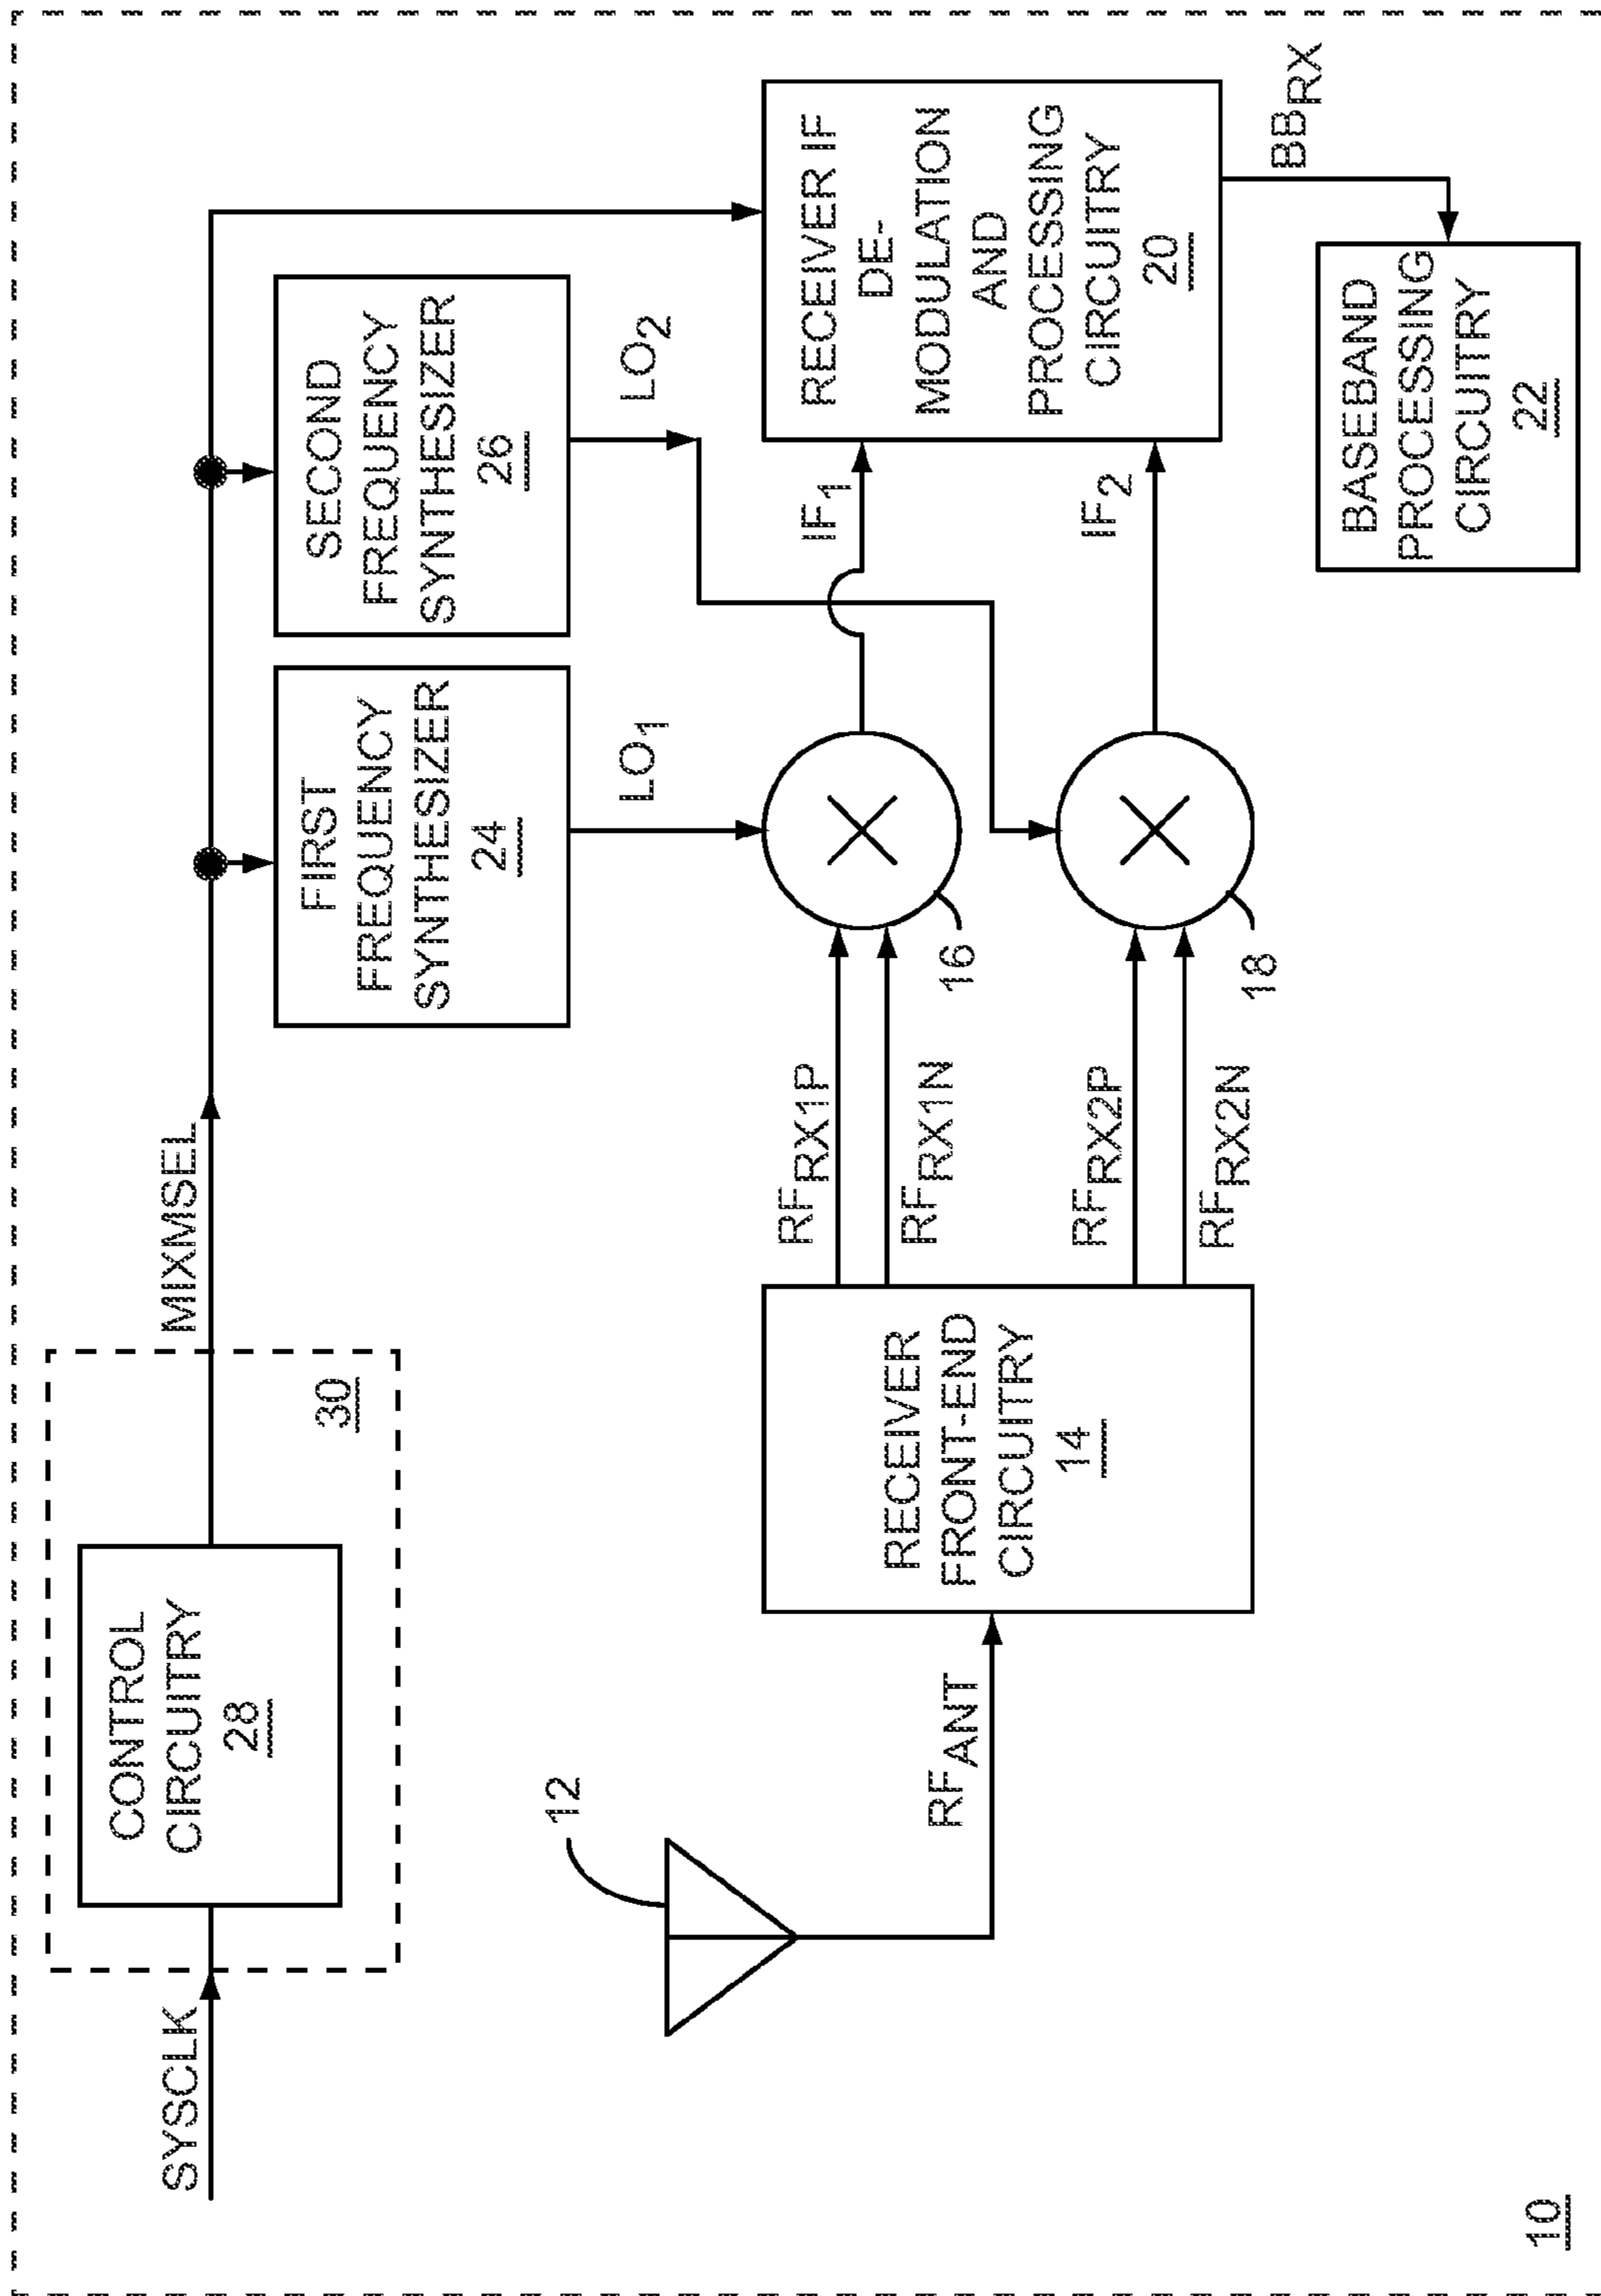 SYSCLK
CONTROL
CIRCUITRY
28
30
MIXMSEL
FIRST
FREQUENCY
SYNTHESIZER
24
SECOND
FREQUENCY
SYNTHESIZER
26
LO1
LO2
12
RFANT
RECEIVER
FRONT-END
CIRCUITRY
14
RFRX1P
RFRX1N
RFRX2P
RFRX2N
16
18
IF1
IF2
RECEIVER IF
DE-
MODULATION
AND
PROCESSING
CIRCUITRY
20
BBRX
BASEBAND
PROCESSING
CIRCUITRY
22
10